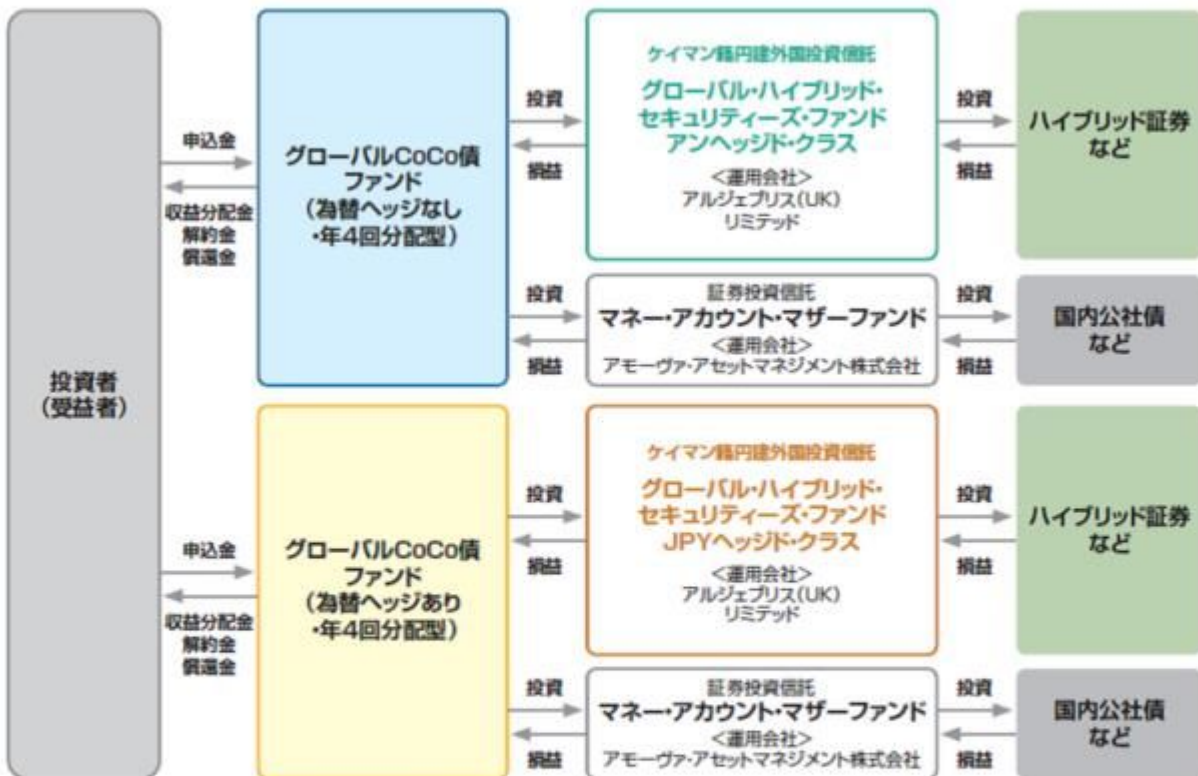 投資者
(受益者)
申込金
収益分配金
解約金
償還金
グローバルCoCo債
ファンド
(為替ヘッジなし
・年4回分配型)
投資
損益
ケイマン籍円建外国投資信託
グローバル・ハイブリッド・
セキュリティーズ・ファンド
アンヘッジド・クラス
<運用会社>
アルジェブリス(UK)
リミテッド
投資
損益
ハイブリッド証券
など
投資
損益
証券投資信託
マネー・アカウント・マザーファンド
<運用会社>
アモーヴァ・アセットマネジメント株式会社
投資
損益
国内公社債
など
申込金
収益分配金
解約金
償還金
グローバルCoCo債
ファンド
(為替ヘッジあり
・年4回分配型)
投資
損益
ケイマン籍円建外国投資信託
グローバル・ハイブリッド・
セキュリティーズ・ファンド
JPYヘッジド・クラス
<運用会社>
アルジェブリス(UK)
リミテッド
投資
損益
ハイブリッド証券
など
投資
損益
証券投資信託
マネー・アカウント・マザーファンド
<運用会社>
アモーヴァ・アセットマネジメント株式会社
投資
損益
国内公社債
など